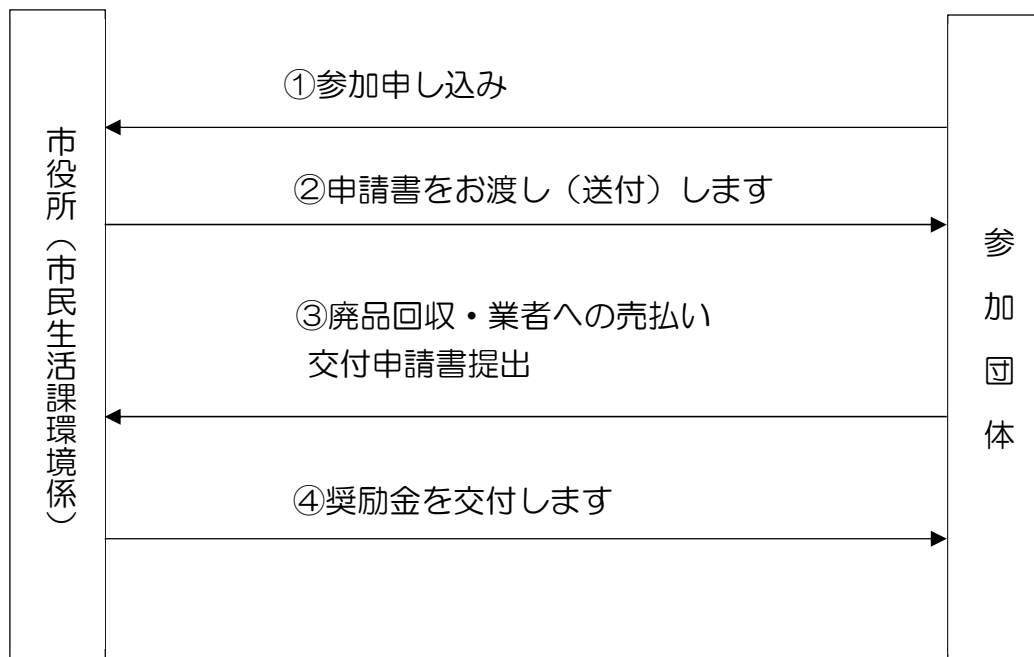 ①参加申し込み
②申請書をお渡し（送付）します
③廃品回収・業者への売払い
交付申請書提出
④奨励金を交付します
市役所（市民生活課環境係）
参加団体